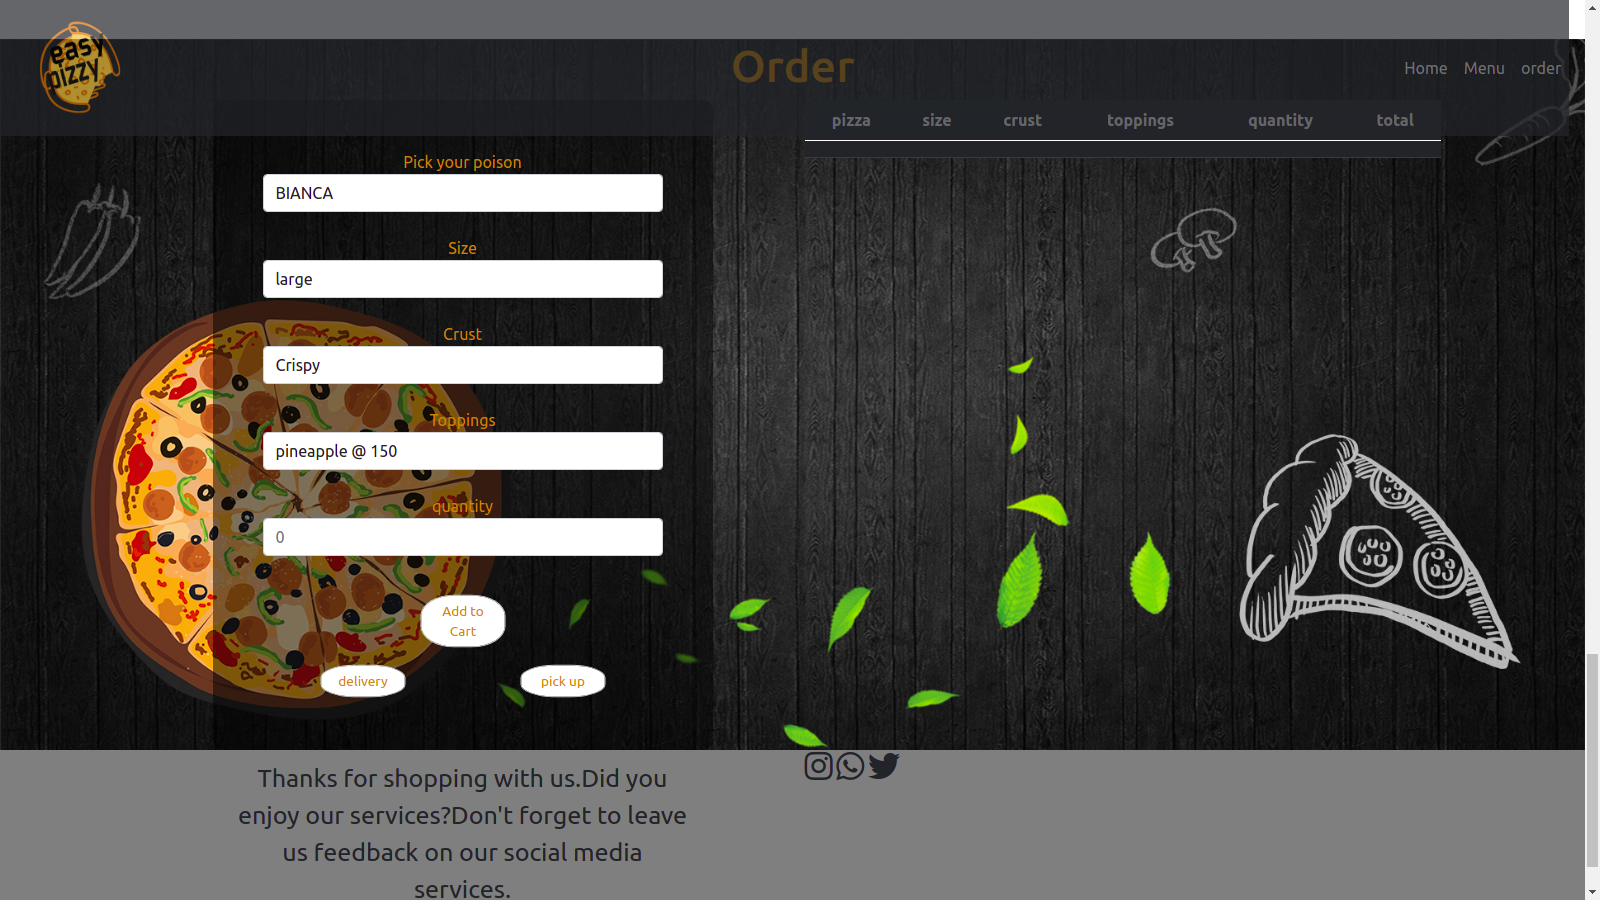 easy
pizzy
Order
Home Menu order
pizza size crust toppings quantity total
Pick your poison
BIANCA
Size
large
Crust
Crispy
Toppings
pineapple @ 150
quantity
0
Add to
Cart
delivery pick up
Thanks for shopping with us.Did you
enjoy our services?Don't forget to leave
us feedback on our social media
services.